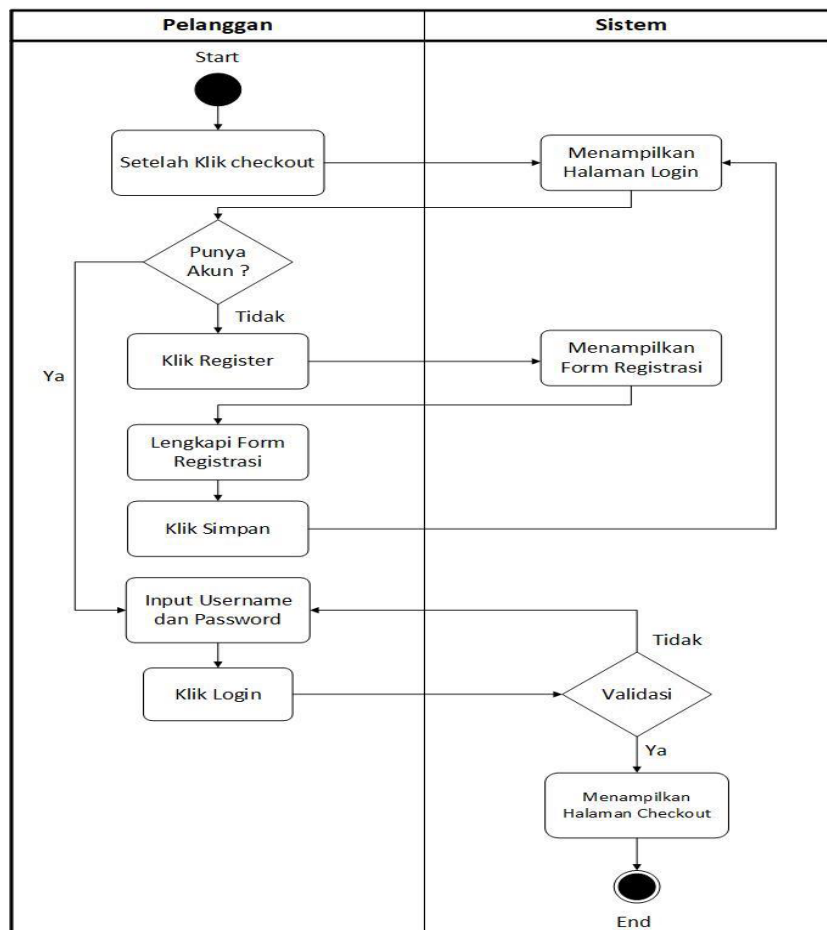 Pelanggan
Sistem
Start
Setelah Klik checkout
Menampilkan
Halaman Login
Punya
Akun ?
Tidak
Klik Register
Menampilkan
Form Registrasi
Ya
Lengkapi Form
Registrasi
Klik Simpan
Input Username
dan Password
Tidak
Klik Login
Validasi
Ya
Menampilkan
Halaman Checkout
End